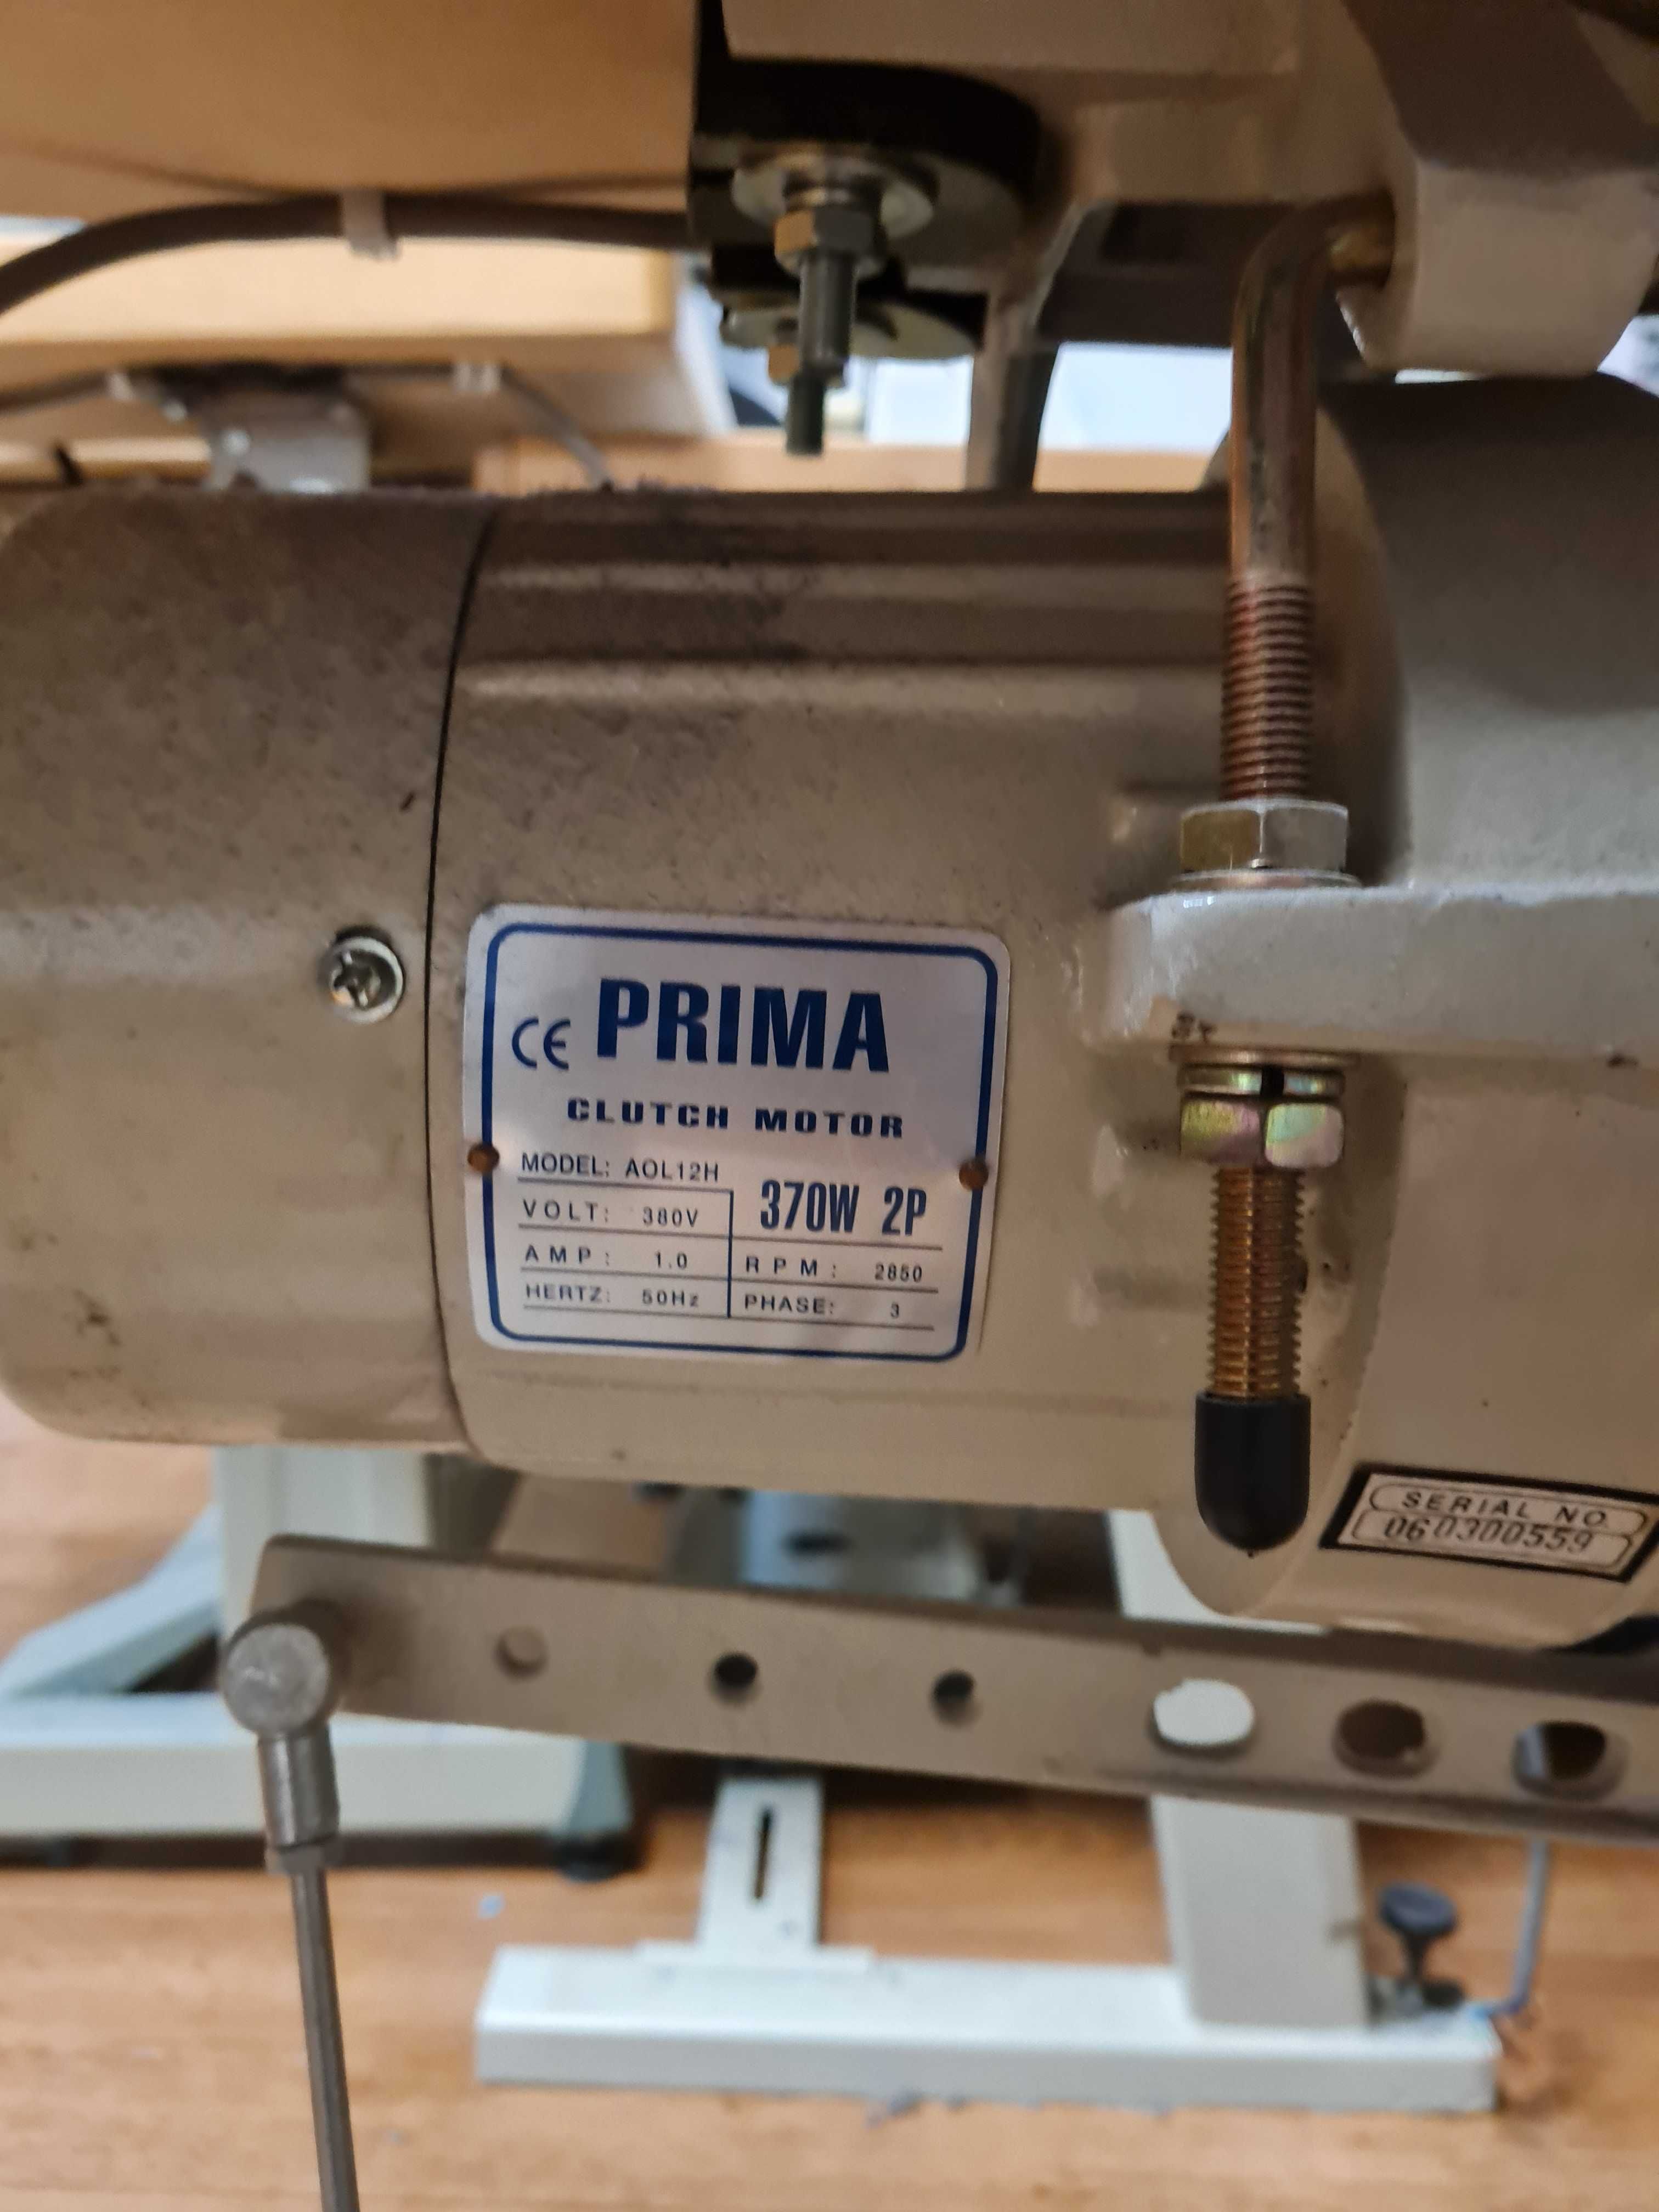 CE PRIMA
CLUTCH MOTOR
MODEL: AOL12H
370W 2P
VOLT: 380V
AMP: 1.0
RPM: 2850
HERTZ: 50Hz
PHASE: 3
SERIAL NO.
060300559